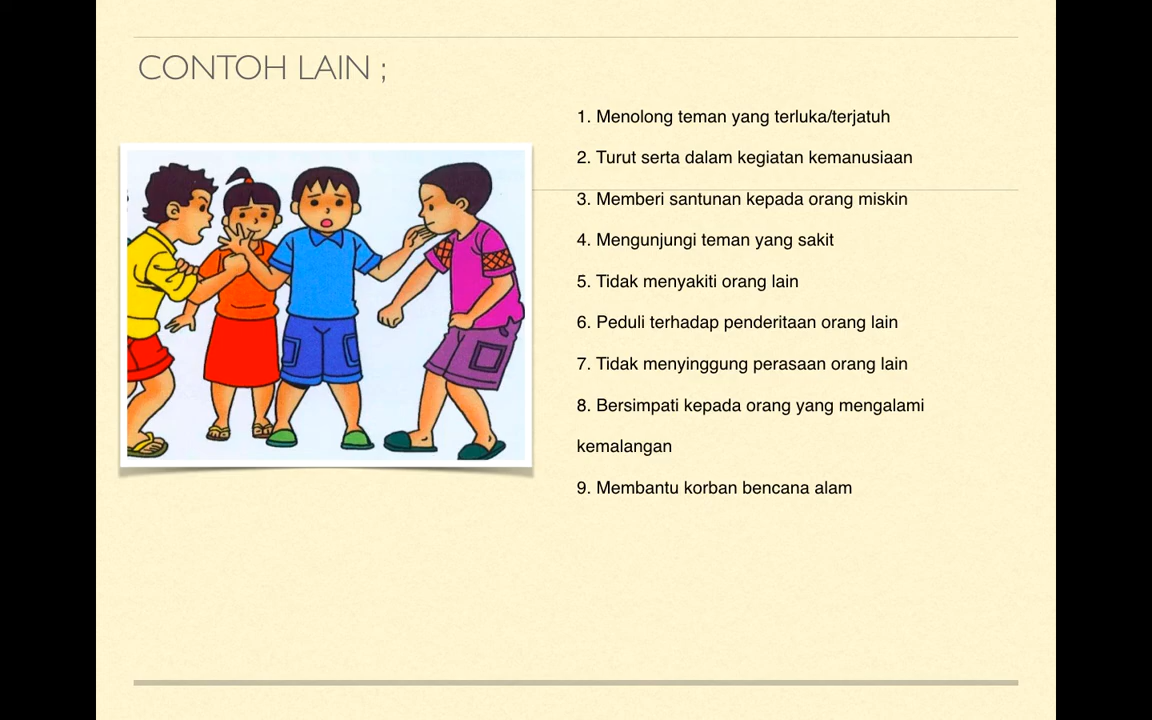 CONTOH LAIN ;
1. Menolong teman yang terluka/terjatuh
2. Turut serta dalam kegiatan kemanusiaan
3. Memberi santunan kepada orang miskin
4. Mengunjungi teman yang sakit
5. Tidak menyakiti orang lain
6. Peduli terhadap penderitaan orang lain
7. Tidak menyinggung perasaan orang lain
8. Bersimpati kepada orang yang mengalami
kemalangan
9. Membantu korban bencana alam